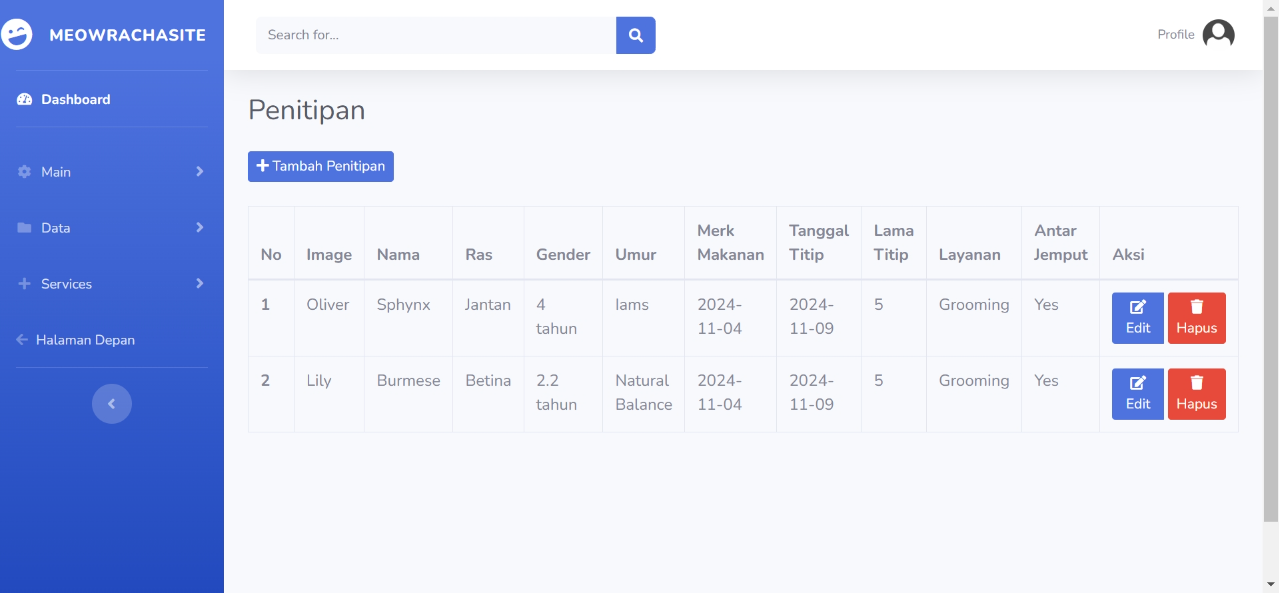 MEOWRACHASITE
Search for...
Profile
Dashboard
Main
Data
Services
Halaman Depan
Penitipan
Tambah Penitipan
No Image Nama Ras Gender Umur Merk Makanan Tanggal Titip Lama Titip Layanan Antar Jemput Aksi
1 Oliver Sphynx Jantan 4 tahun Iams 2024-11-04 2024-11-09 5 Grooming Yes Edit Hapus
2 Lily Burmese Betina 2.2 tahun Natural Balance 2024-11-04 2024-11-09 5 Grooming Yes Edit Hapus